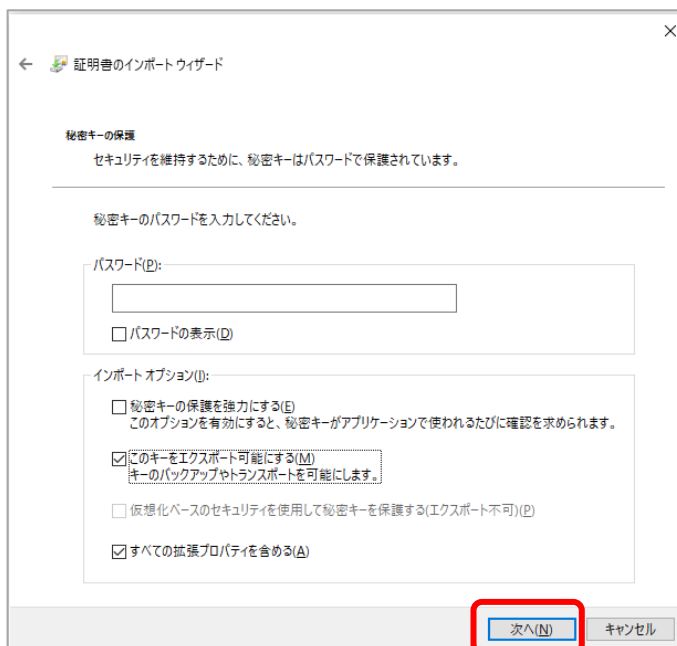 証明書のインポート ウィザード
秘密キーの保護
セキュリティを維持するために、秘密キーはパスワードで保護されています。
秘密キーのパスワードを入力してください。
パスワード(P):
パスワードの表示(D)
インポート オプション(I):
秘密キーの保護を強力にする(E)
このオプションを有効にすると、秘密キーがアプリケーションで使われるたびに確認を求められます。
このキーをエクスポート可能にする(M)
キーのバックアップやトランスポートを可能にします。
仮想化ベースのセキュリティを使用して秘密キーを保護する(エクスポート不可)(P)
すべての拡張プロパティを含める(A)
次へ(N) キャンセル